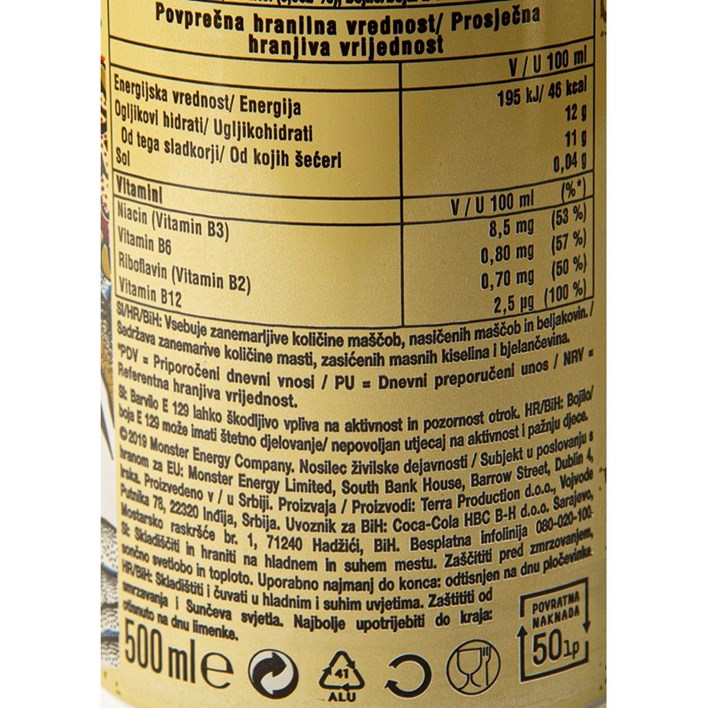 Povprečna hranilna vrednost/ Prosječna
hranjiva vrijednost
V / U 100 ml
Energijska vrednost/ Energija 195 kJ/ 46 kcal
Ogljikovi hidrati/ Ugljikohidrati 12 g
Od tega sladkorji/ Od kojih šećeri 11 g
Sol 0,04 g
Vitamini V / U 100 ml (%*)
Niacin (Vitamin B3) 8,5 mg (53 %)
Vitamin B6 0,80 mg (57 %)
Riboflavin (Vitamin B2) 0,70 mg (50 %)
Vitamin B12 2,5 µg (100 %)
SI/HR/BiH: Vsebuje zanemarljive količine maščob, nasičenih maščob in beljakovin. /
Sadržava zanemarive količine masti, zasićenih masnih kiselina i bjelančevina.
*PDV = Priporočeni dnevni vnosi / PU = Dnevni preporučeni unos / NRV =
Referentna hranjiva vrijednost.
SI: Barvilo E 129 lahko škodljivo vpliva na aktivnost in pozornost otrok. HR/BiH: Bojilo/
boja E 129 može imati štetno djelovanje/ nepovoljan utjecaj na aktivnost i pažnju djece.
©2019 Monster Energy Company. Nosilec živilske dejavnosti / Subjekt u poslovanju s
hranom za EU: Monster Energy Limited, South Bank House, Barrow Street, Dublin 4,
Irska. Proizvedeno v / u Srbiji. Proizvaja / Proizvodi: Terra Production d.o.o., Vojvode
Putnika 78, 22320 Inđija, Srbija. Uvoznik za BiH: Coca-Cola HBC B-H d.o.o. Sarajevo,
Mostarsko raskršće br. 1, 71240 Hadžići, BiH. Besplatna infolinija 080-020-100.
SI: Skladiščiti in hraniti na hladnem in suhem mestu. Zaščititi pred zmrzovanjem,
sončno svetlobo in toploto. Uporabno najmanj do konca: odtisnjen na dnu pločevinke.
HR/BiH: Skladištiti i čuvati u hladnim i suhim uvjetima. Zaštititi od
smrzavanja i Sunčeva svjetla. Najbolje upotrijebiti do kraja:
otisnuto na dnu limenke.
POVRATNA
NAKNADA
50lp
500 ml e
41
ALU